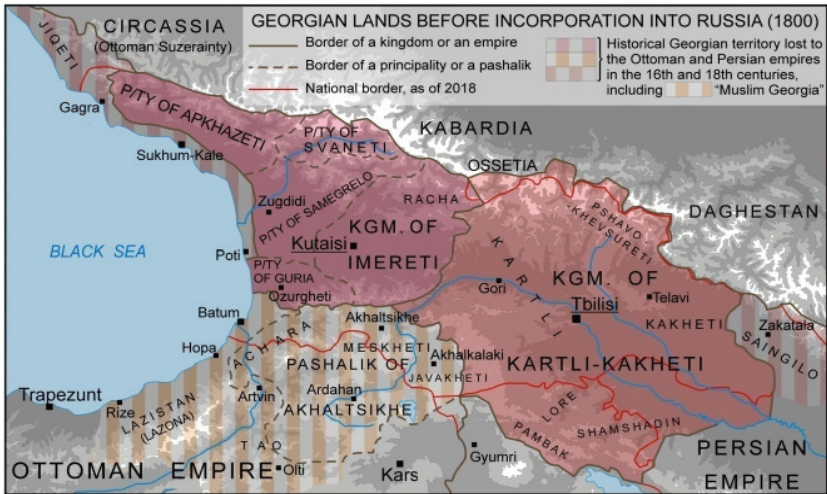 GEORGIAN LANDS BEFORE INCORPORATION INTO RUSSIA (1800)
Border of a kingdom or an empire
Border of a principality or a pashalik
National border, as of 2018
Historical Georgian territory lost to
the Ottoman and Persian empires
in the 16th and 18th centuries,
including "Muslim Georgia"
CIRCASSIA
(Ottoman Suzerainty)
JIQETI
Gagra
P/TY OF APKHAZETI
Sukhum-Kale
P/TY OF
SVANETI
KABARDIA
OSSETIA
RACHA
Zugdidi
P/TY OF SAMEGRELO
KGM. OF
IMERETI
Kutaisi
BLACK SEA
Poti
P/TY
OF GURIA
Ozurgheti
PSHAVO-
-KHEVSURETI
DAGHESTAN
KARTLI
KGM. OF
Gori
Tbilisi
Telavi
KAKHETI
KARTLI-KAKHETI
Zakatala
SAINGILO
Batum
Akhaltsikhe
ACHARA
MESKHETI
Hopa
PASHALIK OF
AKHALTSIKHE
Akhalkalaki
JAVAKHETI
Ardahan
Artvin
Trapezunt
Rize
LAZISTAN
(LAZONA)
TAO
LORE
SHAMSHADIN
PAMBAK
OTTOMAN EMPIRE
Olti
Kars
Gyumri
PERSIAN
EMPIRE